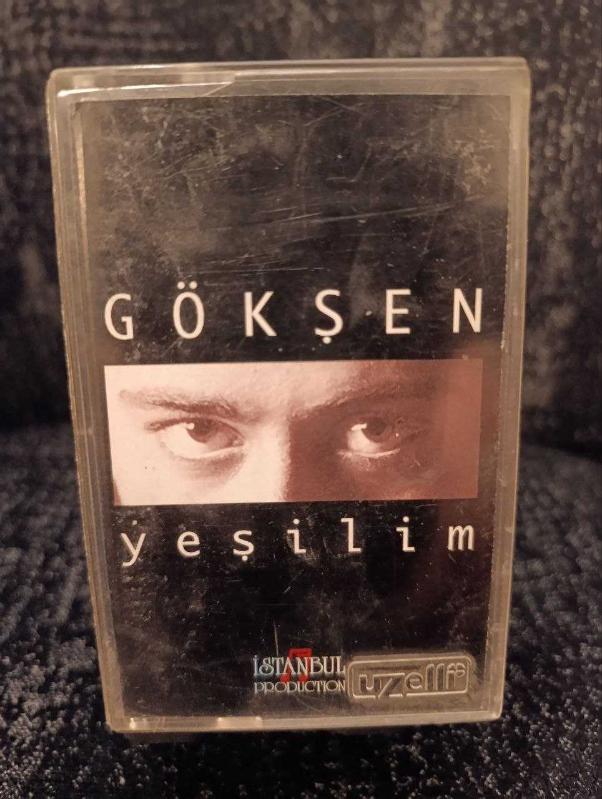 GÖKŞEN
yeşilim
İSTANBUL
PRODUCTION
uzelli